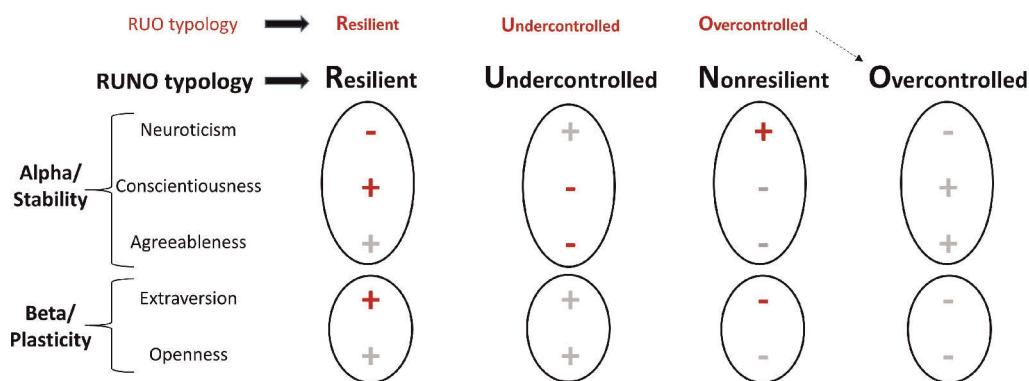 RUO typology Resilient Undercontrolled Overcontrolled
RUNO typology Resilient Undercontrolled Nonresilient Overcontrolled
Neuroticism - + + -
Alpha/
Stability
Conscientiousness + - - +
Agreeableness + - - +
Extraversion + + - -
Beta/
Plasticity
Openness + + - -